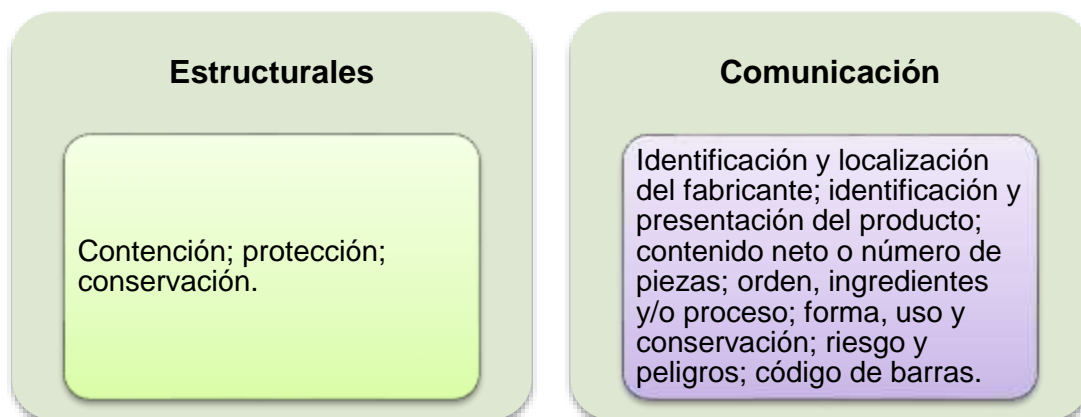 Estructurales
Contención; protección;
conservación.
Comunicación
Identificación y localización
del fabricante; identificación y
presentación del producto;
contenido neto o número de
piezas; orden, ingredientes
y/o proceso; forma, uso y
conservación; riesgo y
peligros; código de barras.